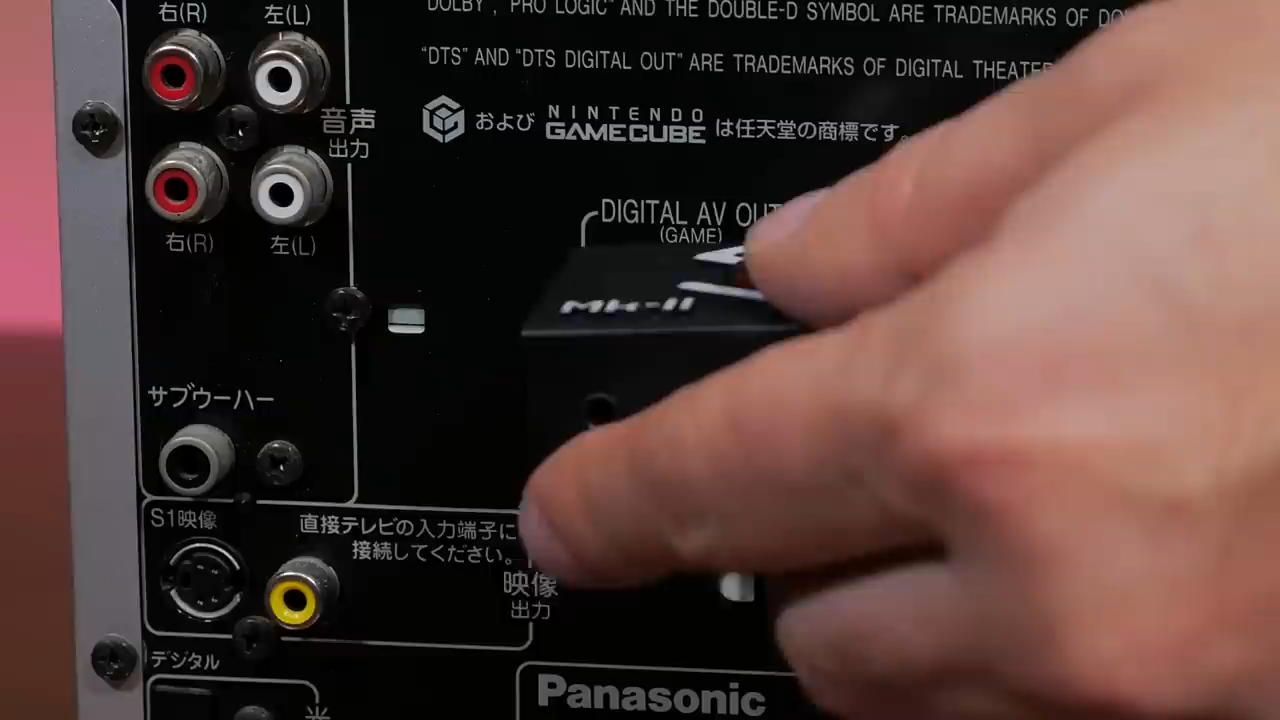 右(R) 左(L)
DOLBY", "PRO LOGIC" AND THE DOUBLE-D SYMBOL ARE TRADEMARKS OF
"DTS" AND "DTS DIGITAL OUT" ARE TRADEMARKS OF DIGITAL THEATER
音声
出力
および NINTENDO GAMECUBE は任天堂の商標です。
右(R) 左(L)
DIGITAL AV OUT
(GAME)
MK-II
サブウーハー
S1映像
直接テレビの入力端子に
接続してください。
映像
出力
デジタル
光
Panasonic